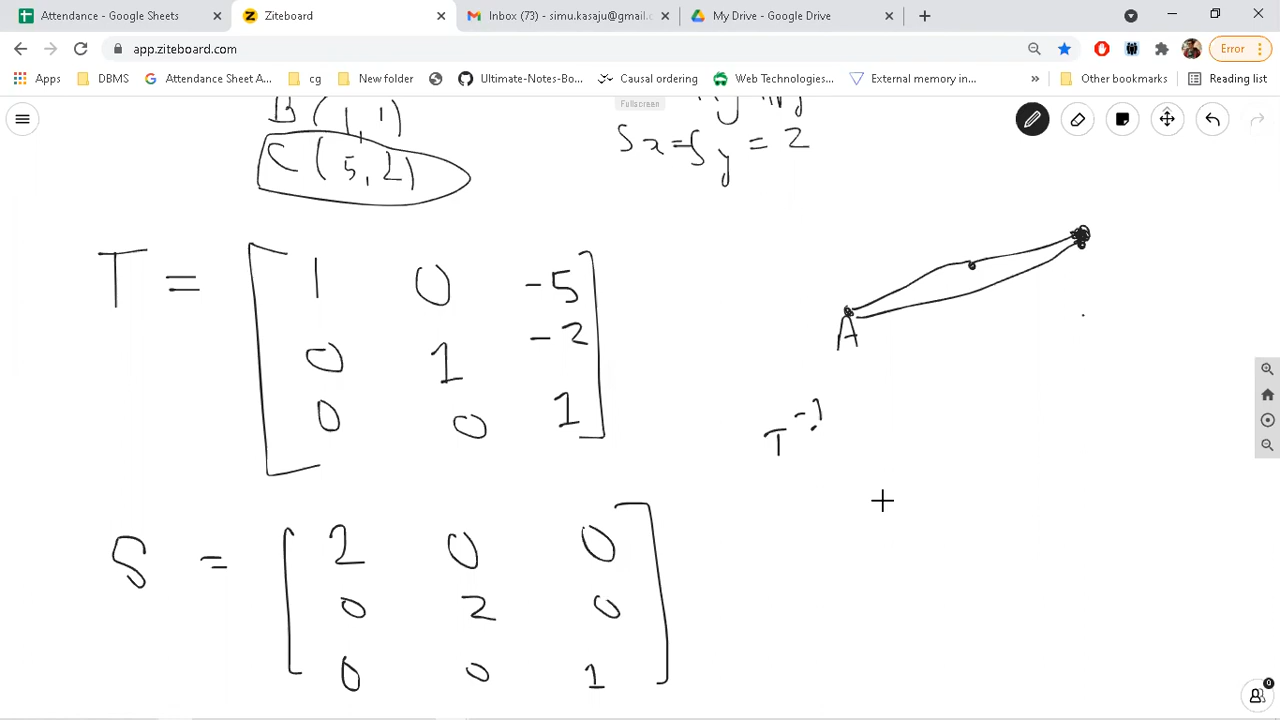 Attendance - Google Sheets
Ziteboard
Inbox (73) - simu.kasaju@gmail.c
My Drive - Google Drive
app.ziteboard.com
Error
Apps
DBMS
Attendance Sheet A...
cg
New folder
Ultimate-Notes-Bo...
Causal ordering
Web Technologies...
External memory in...
»
Other bookmarks
Reading list
Fullscreen
B (1,1)
C (5,2)
Sx=Sy = 2
T = [ 1 0 -5
0 1 -2
0 0 1 ]
A
T⁻¹
S = [ 2 0 0
0 2 0
0 0 1 ]
0